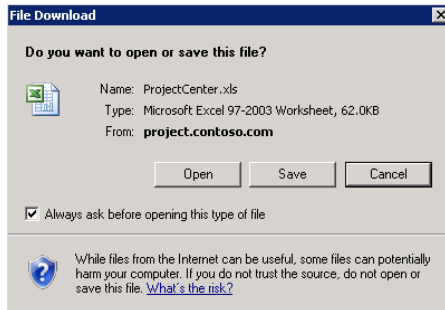 File Download
Do you want to open or save this file?
Name: ProjectCenter.xls
Type: Microsoft Excel 97-2003 Worksheet, 62.0KB
From: project.contoso.com
Open Save Cancel
Always ask before opening this type of file
While files from the Internet can be useful, some files can potentially
harm your computer. If you do not trust the source, do not open or
save this file. What's the risk?